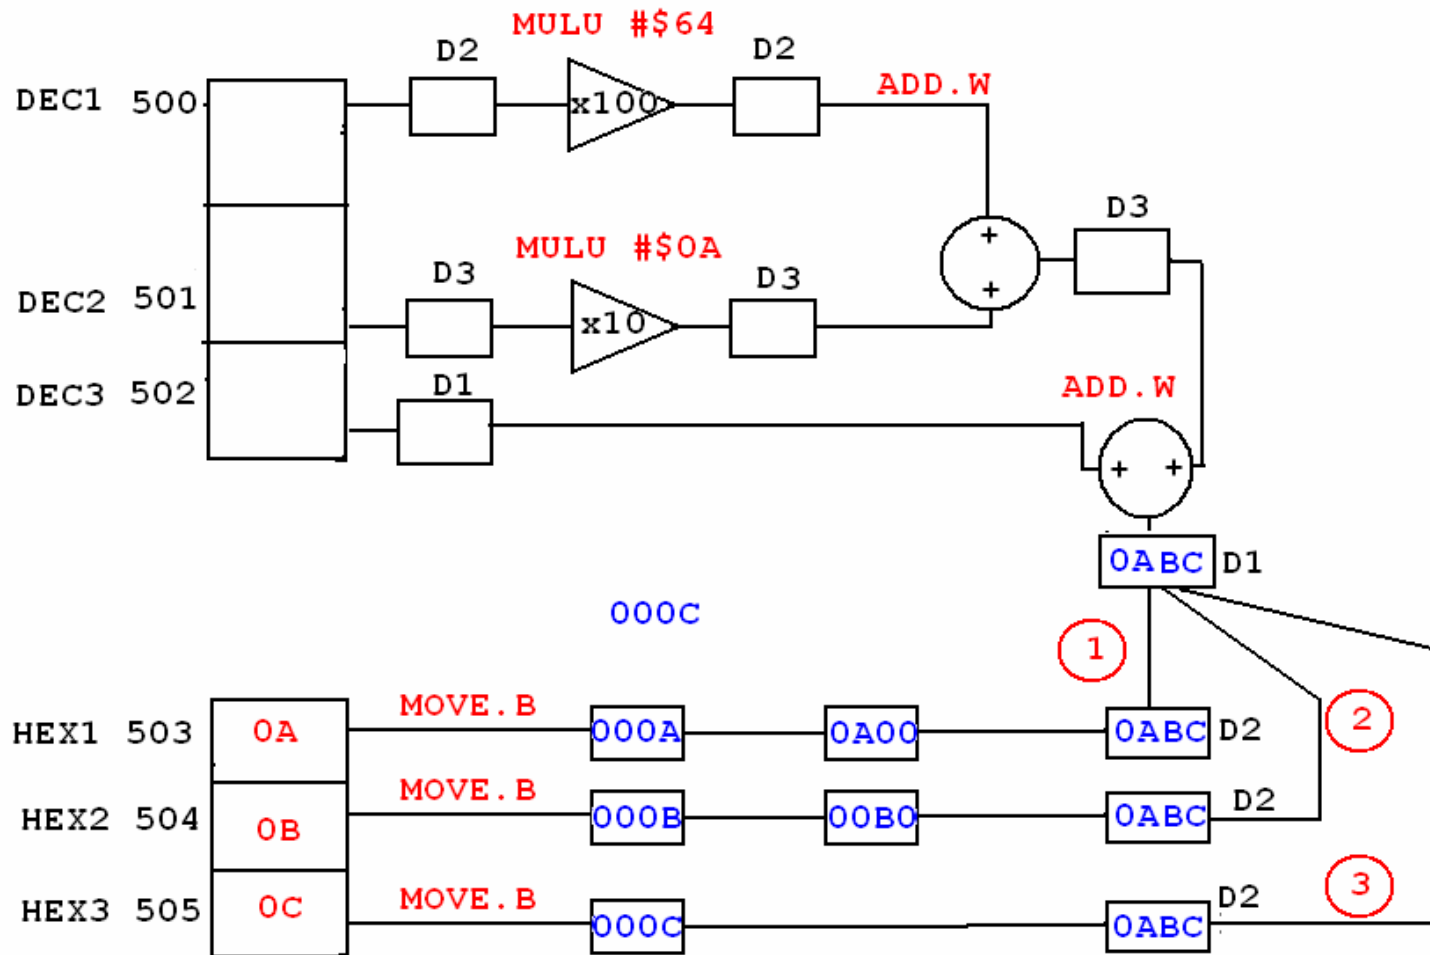 MULU #$64
D2
D2
DEC1 500
x100
ADD.W
+
D3
MULU #$0A
+
DEC2 501
D3
x10
D3
DEC3 502
D1
ADD.W
+ +
0ABC D1
000C
1
HEX1 503 0A MOVE.B 000A 0A00 0ABC D2
2
HEX2 504 0B MOVE.B 000B 00B0 0ABC D2
3
HEX3 505 0C MOVE.B 000C 0ABC D2